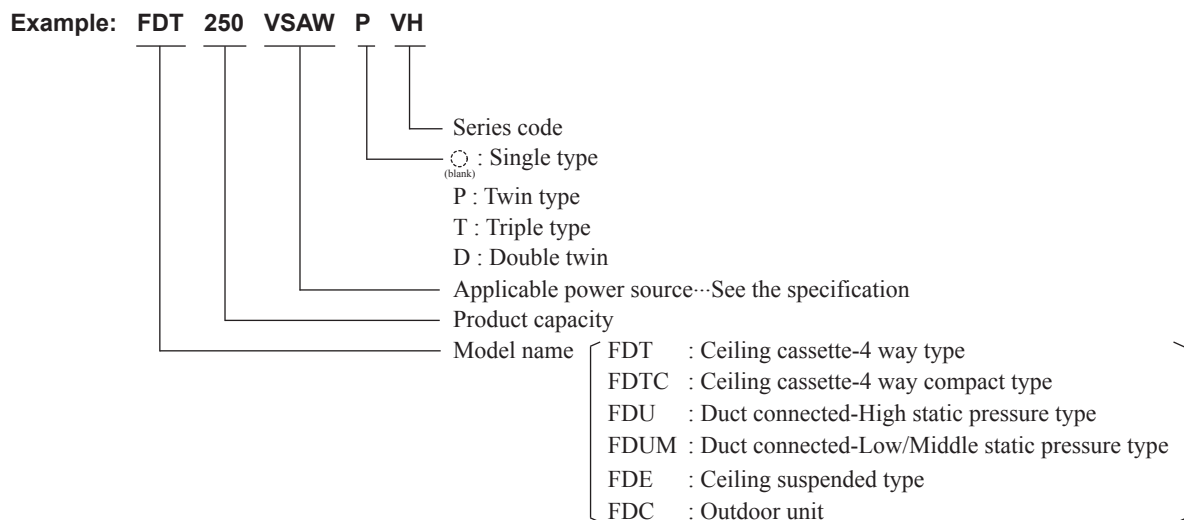 Example: FDT 250 VSAW P VH
Series code
: Single type
(blank)
P : Twin type
T : Triple type
D : Double twin
Applicable power source···See the specification
Product capacity
Model name
FDT : Ceiling cassette-4 way type
FDTC : Ceiling cassette-4 way compact type
FDU : Duct connected-High static pressure type
FDUM : Duct connected-Low/Middle static pressure type
FDE : Ceiling suspended type
FDC : Outdoor unit